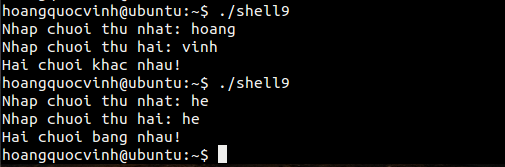 hoangquocvinh@ubuntu:~$ ./shell9
Nhap chuoi thu nhat: hoang
Nhap chuoi thu hai: vinh
Hai chuoi khac nhau!
hoangquocvinh@ubuntu:~$ ./shell9
Nhap chuoi thu nhat: he
Nhap chuoi thu hai: he
Hai chuoi bang nhau!
hoangquocvinh@ubuntu:~$